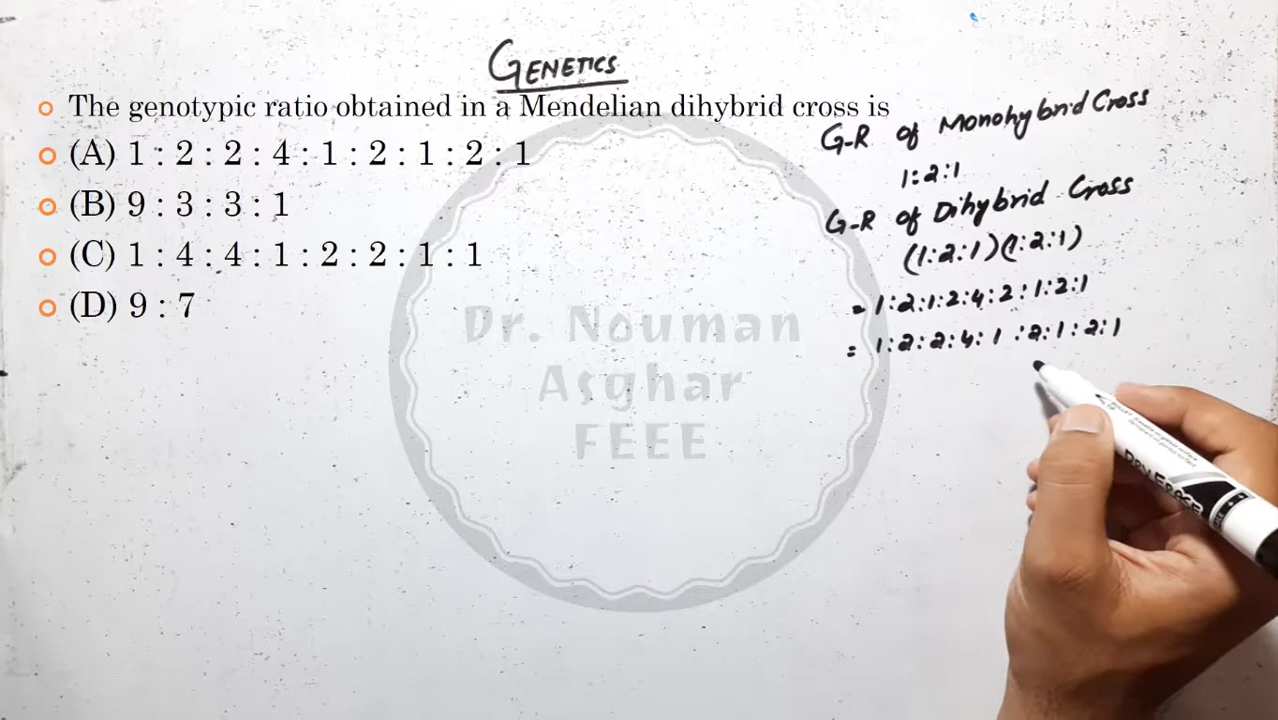 GENETICS
The genotypic ratio obtained in a Mendelian dihybrid cross is
(A) 1 : 2 : 2 : 4 : 1 : 2 : 1 : 2 : 1
(B) 9 : 3 : 3 : 1
(C) 1 : 4 : 4 : 1 : 2 : 2 : 1 : 1
(D) 9 : 7
G-R of Monohybrid Cross
1:2:1
G-R of Dihybrid Cross
(1:2:1)(1:2:1)
= 1:2:1:2:4:2:1:2:1
= 1:2:2:4:1:2:1:2:1
Dr. Nouman
Asghar
FEEE
DRY ERASE